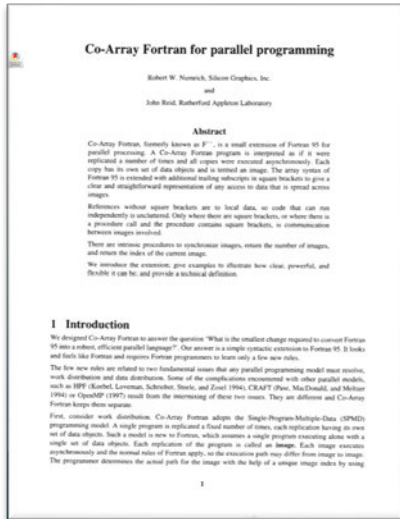 Co-Array Fortran for parallel programming
Robert W. Numrich, Silicon Graphics, Inc.
and
John Reid, Rutherford Appleton Laboratory
Abstract
Co-Array Fortran, formerly known as F--, is a small extension of Fortran 95 for
parallel processing. A Co-Array Fortran program is interpreted as if it were
replicated a number of times and all copies were executed asynchronously. Each
copy has its own set of data objects and is termed an image. The array syntax of
Fortran 95 is extended with additional trailing subscripts in square brackets to give a
clear and straightforward representation of any access to data that is spread across
images.
References without square brackets are to local data, so code that can run
independently is uncluttered. Only where there are square brackets, or where there is
a procedure call and the procedure contains square brackets, is communication
between images involved.
There are intrinsic procedures to synchronize images, return the number of images,
and return the index of the current image.
We introduce the extension; give examples to illustrate how clear, powerful, and
flexible it can be; and provide a technical definition.
1 Introduction
We designed Co-Array Fortran to answer the question 'What is the smallest change required to convert Fortran
95 into a robust, efficient parallel language?'. Our answer is a simple syntactic extension to Fortran 95. It looks
and feels like Fortran and requires Fortran programmers to learn only a few new rules.
The few new rules are related to two fundamental issues that any parallel programming model must resolve,
work distribution and data distribution. Some of the complications encountered with other parallel models,
such as HPF (Koebel, Loveman, Schreiber, Steele, and Zosel 1994), CRAFT (Pase, MacDonald, and Meltzer
1994) or OpenMP (1997) result from the intermixing of these two issues. They are different and Co-Array
Fortran keeps them separate.
First, consider work distribution. Co-Array Fortran adopts the Single-Program-Multiple-Data (SPMD)
programming model. A single program is replicated a fixed number of times, each replication having its own
set of data objects. Such a model is new to Fortran, which assumes a single program executing alone with a
single set of data objects. Each replication of the program is called an image. Each image executes
asynchronously and the normal rules of Fortran apply, so the execution path may differ from image to image.
The programmer determines the actual path for the image with the help of a unique image index by using
1